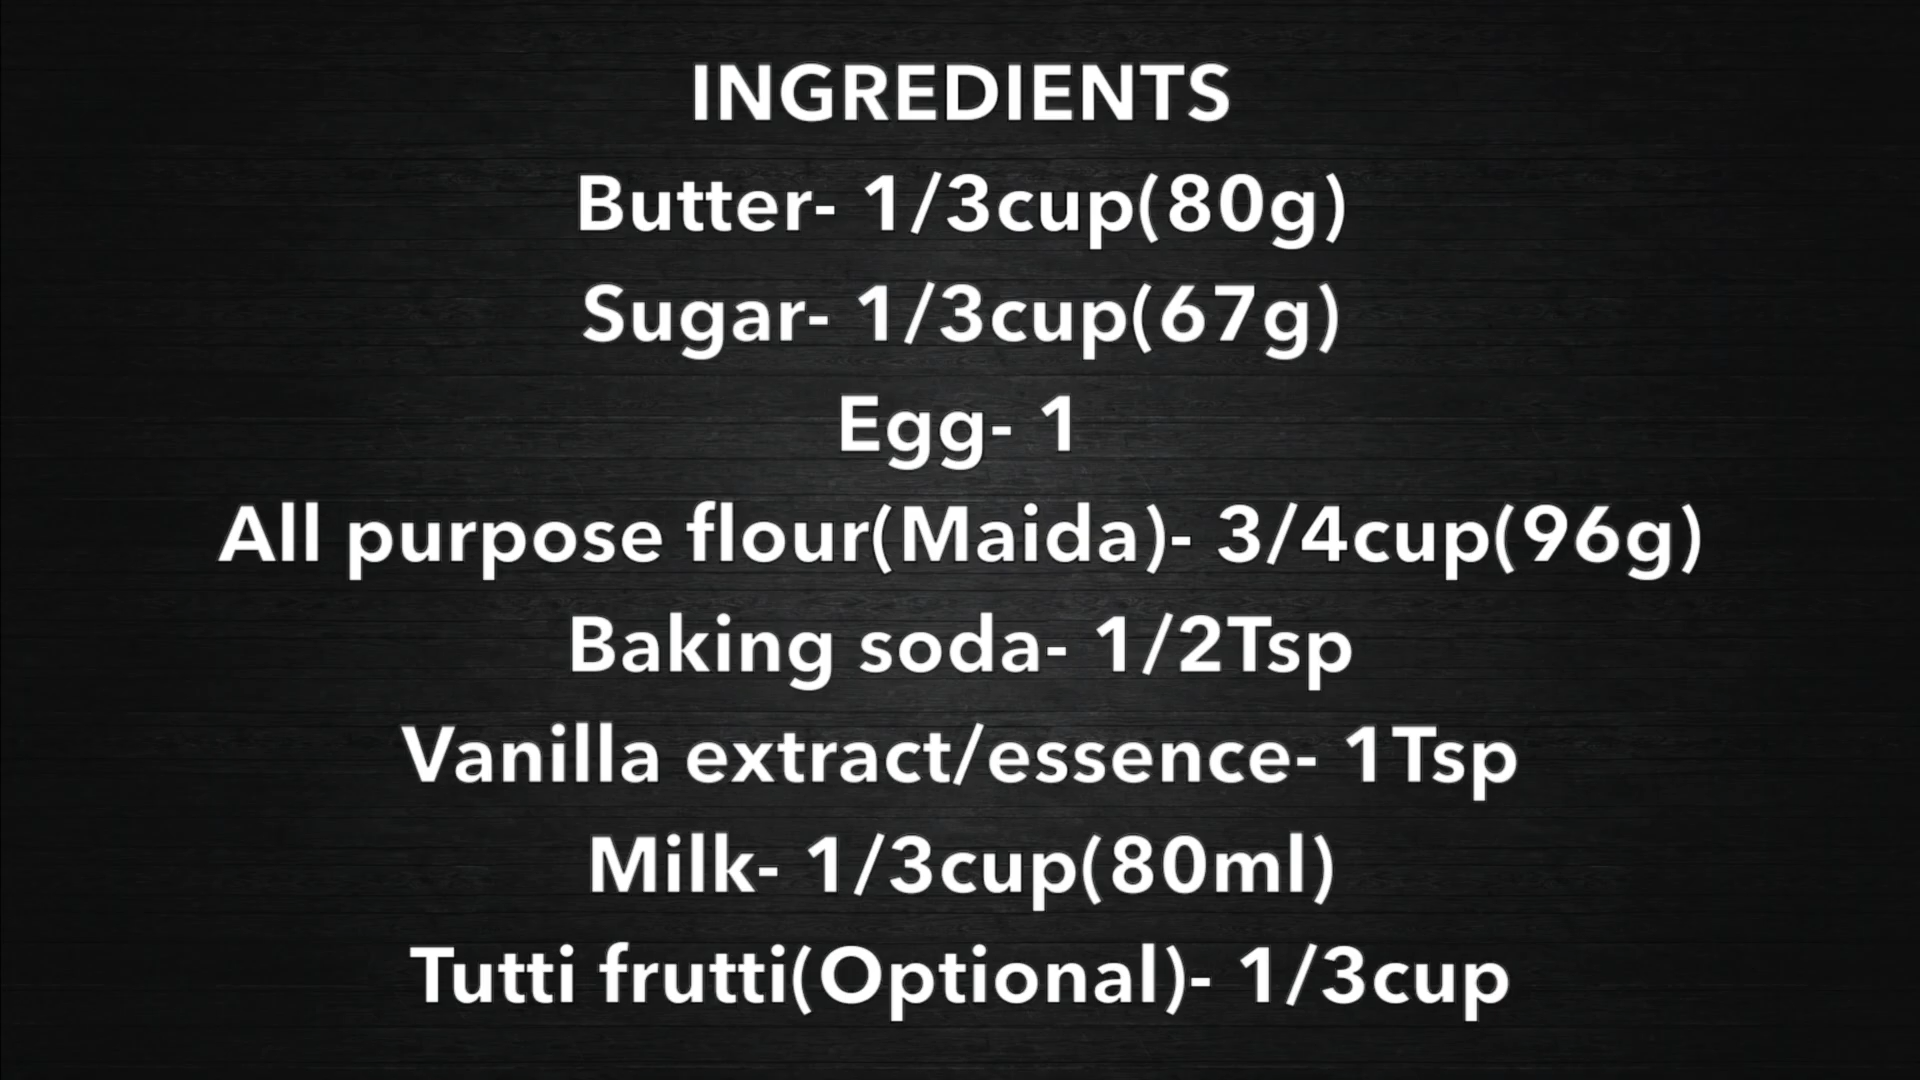 INGREDIENTS
Butter- 1/3cup(80g)
Sugar- 1/3cup(67g)
Egg- 1
All purpose flour(Maida)- 3/4cup(96g)
Baking soda- 1/2Tsp
Vanilla extract/essence- 1Tsp
Milk- 1/3cup(80ml)
Tutti frutti(Optional)- 1/3cup